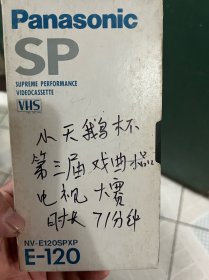 Panasonic
SP
SUPREME PERFORMANCE
VIDEOCASSETTE
VHS
小天鹅杯
第三届戏曲小品
电视大赛
时长 71分钟
NV-E120SPXP
E-120